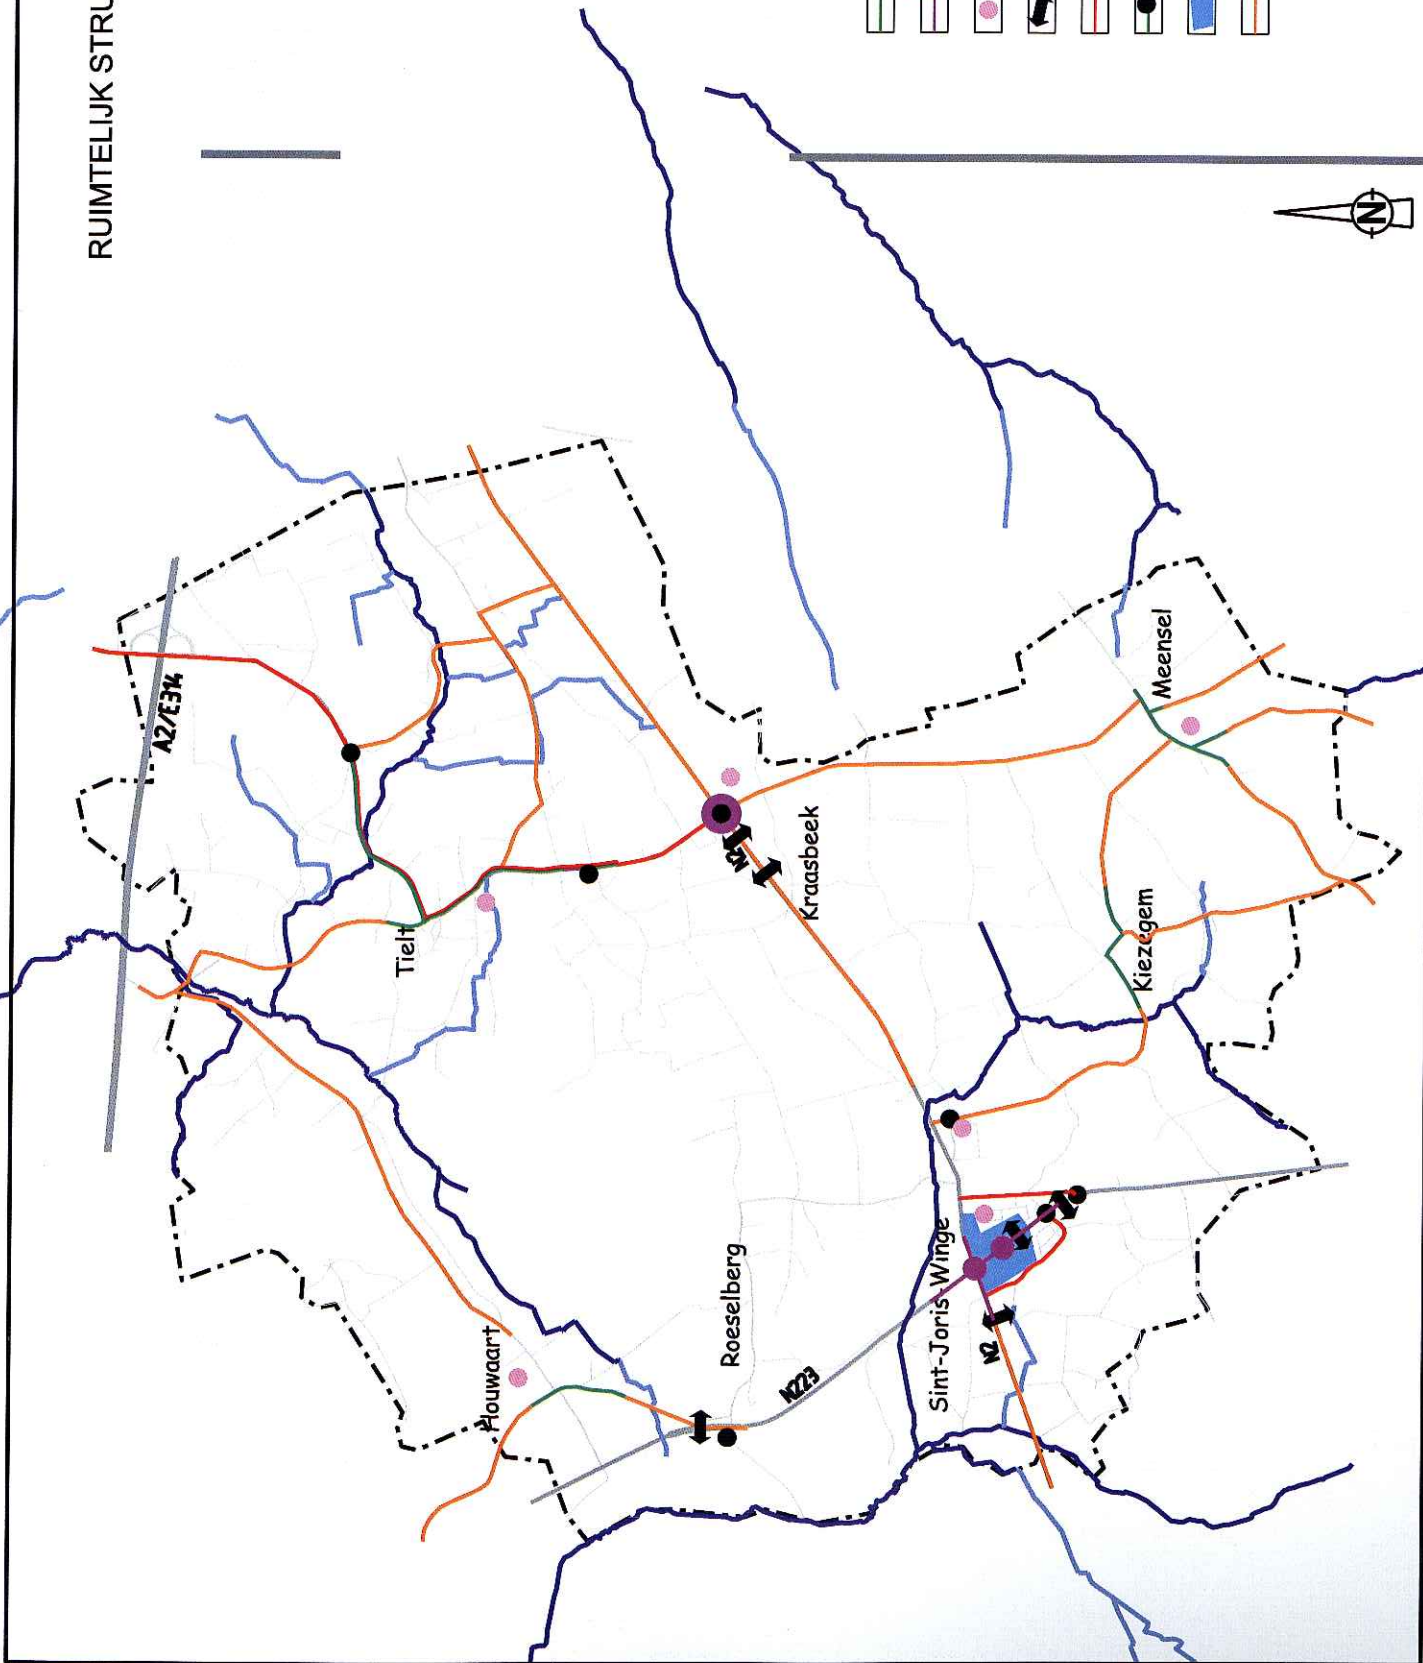 RUIMTELIJK STRU
A2/E314
Tielt
N2
Kraasbeek
Meensel
Kiezegem
Houwaart
Roeselberg
N223
Sint-Joris-Winge
N2
N